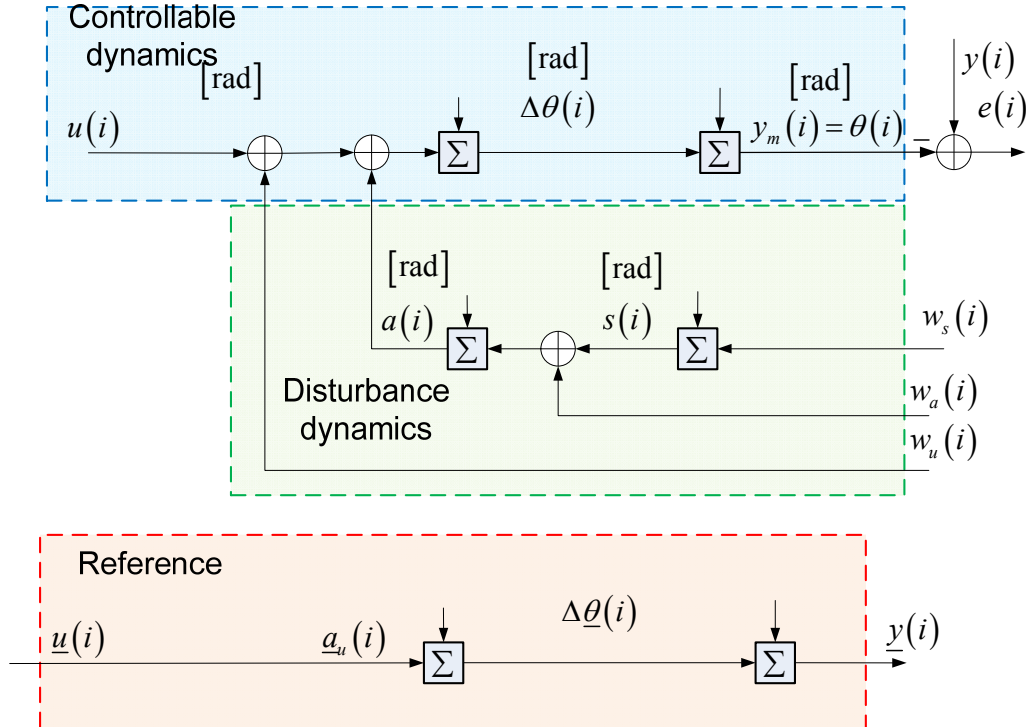 Controllable
dynamics
[rad]
[rad]
[rad]
y(i)
e(i)
u(i)
Δθ(i)
y_m(i) = θ(i)
−
Σ
Σ
[rad]
[rad]
a(i)
s(i)
w_s(i)
Σ
Σ
Disturbance
dynamics
w_a(i)
w_u(i)
Reference
u̲(i)
a̲_u(i)
Δθ̲(i)
y̲(i)
Σ
Σ